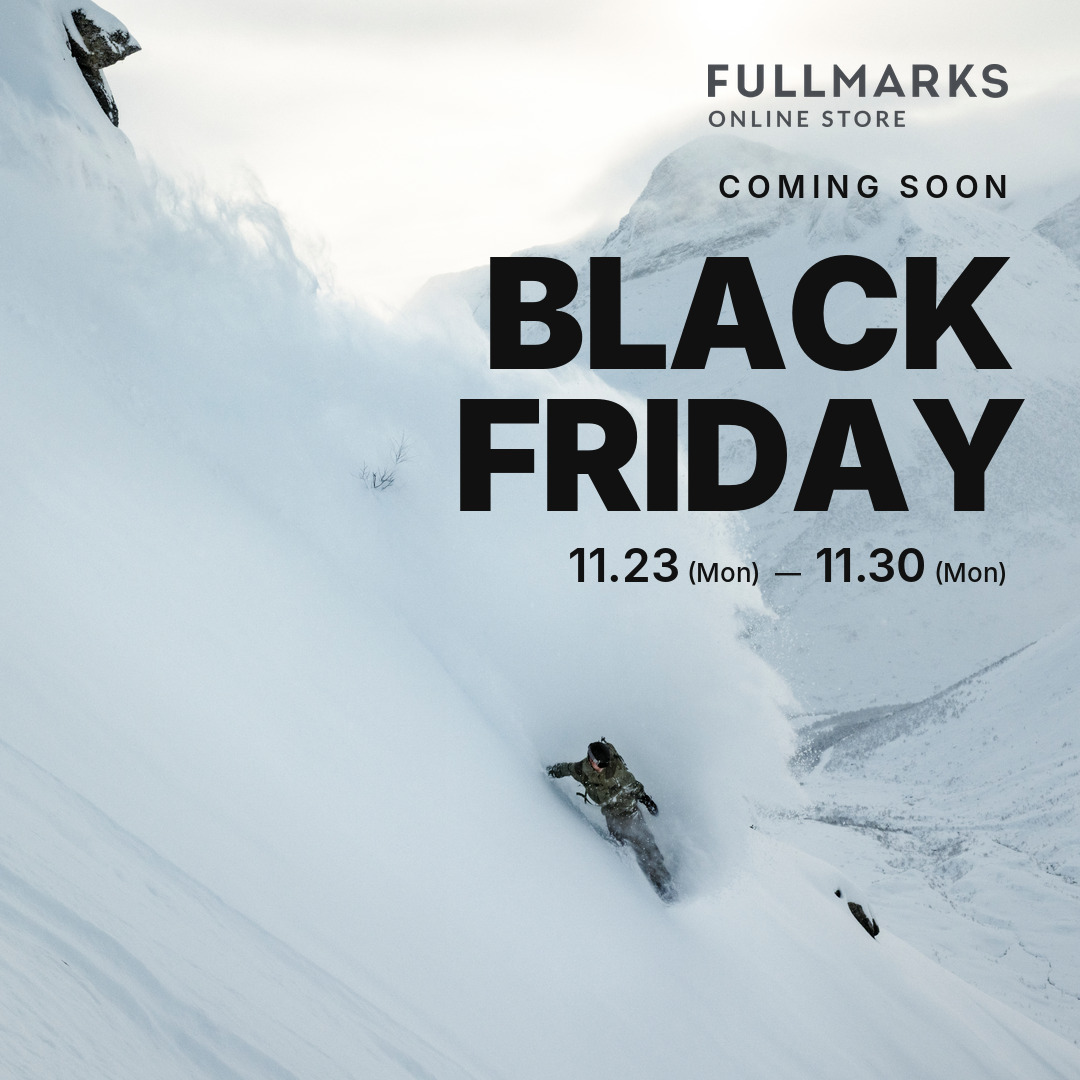 FULLMARKS
ONLINE STORE
COMING SOON
BLACK
FRIDAY
11.23 (Mon) — 11.30 (Mon)